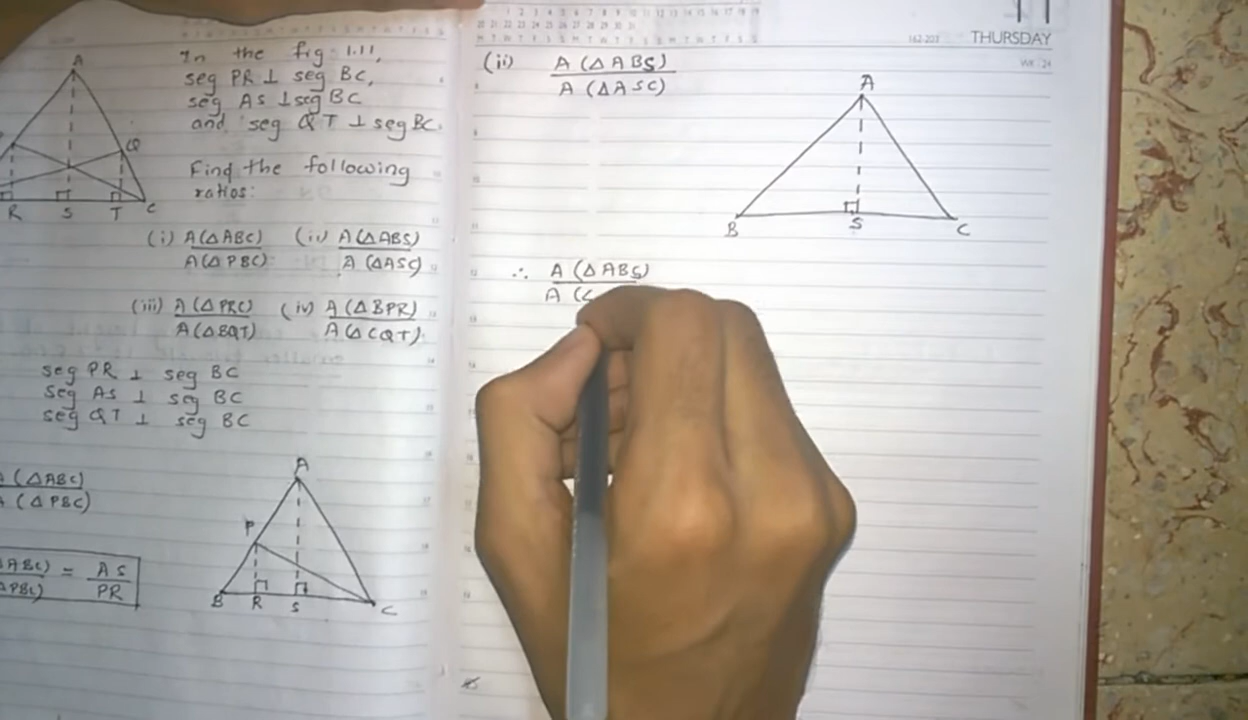 In the fig 1.11,
seg PR ⊥ seg BC,
seg AS ⊥ seg BC
and seg QT ⊥ seg BC.
Find the following
ratios:
(i) A(△ABC) (ii) A(△ABS)
A(△PBC) A(△ASC)
(iii) A(△PRC) (iv) A(△BPR)
A(△BQT) A(△CQT).
seg PR ⊥ seg BC
seg AS ⊥ seg BC
seg QT ⊥ seg BC
(△ABC)
(△PBC)
△ABC) = AS
△PBC) PR
A
Q
R S T C
A
P
B R S C
THURSDAY
(ii) A(△ABS)
A(△ASC)
A
B S C
∴ A(△ABS)
A (